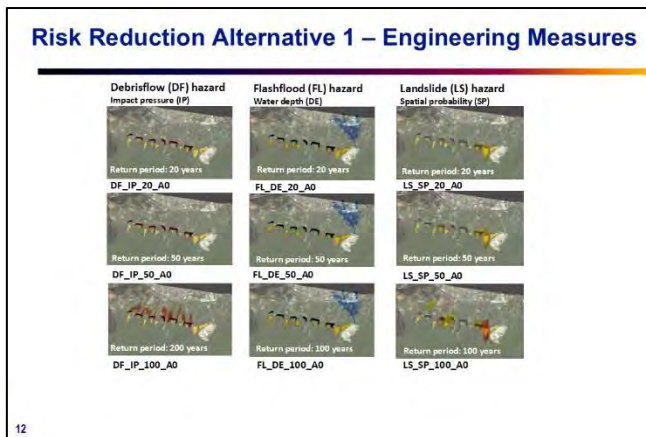 Risk Reduction Alternative 1 – Engineering Measures
Debrisflow (DF) hazard
Impact pressure (IP)
Flashflood (FL) hazard
Water depth (DE)
Landslide (LS) hazard
Spatial probability (SP)
Return period: 20 years
Return period: 20 years
Return period: 20 years
DF_IP_20_A0
FL_DE_20_A0
LS_SP_20_A0
Return period: 50 years
Return period: 50 years
Return period: 50 years
DF_IP_50_A0
FL_DE_50_A0
LS_SP_50_A0
Return period: 200 years
Return period: 100 years
Return period: 100 years
DF_IP_100_A0
FL_DE_100_A0
LS_SP_100_A0
12